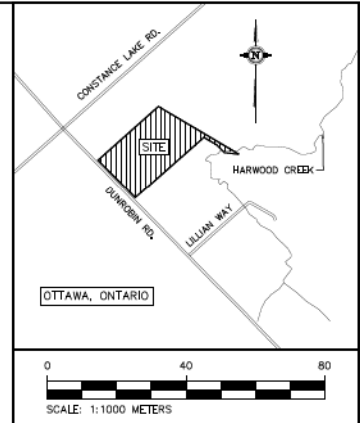 CONSTANCE LAKE RD.
N
SITE
HARWOOD CREEK
DUNROBIN RD.
LILLIAN WAY
OTTAWA, ONTARIO
0 40 80
SCALE: 1:1000 METERS